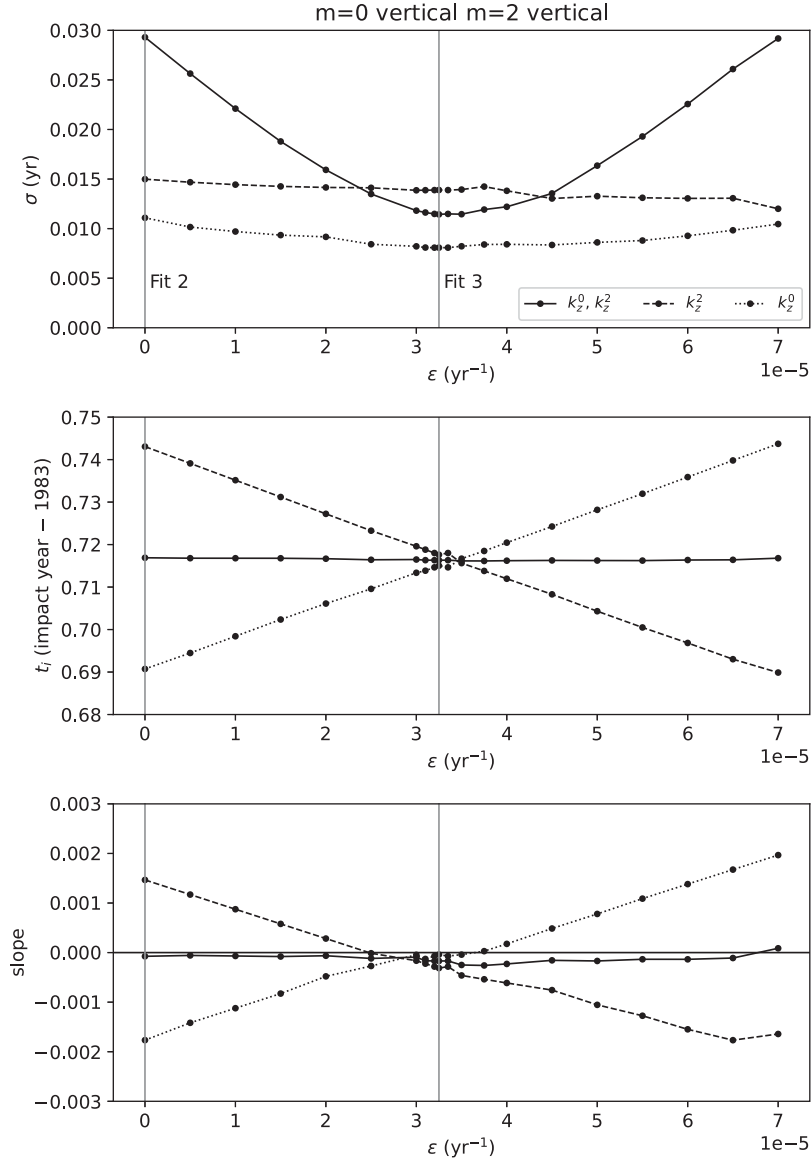 m=0 vertical m=2 vertical
0.030
0.025
0.020
0.015
0.010
0.005
0.000
σ (yr)
Fit 2
Fit 3
k_z^0, k_z^2
k_z^2
k_z^0
0 1 2 3 4 5 6 7
ε (yr⁻¹)
1e−5
0.75
0.74
0.73
0.72
0.71
0.70
0.69
0.68
t_i (impact year − 1983)
0 1 2 3 4 5 6 7
ε (yr⁻¹)
1e−5
0.003
0.002
0.001
0.000
−0.001
−0.002
−0.003
slope
0 1 2 3 4 5 6 7
ε (yr⁻¹)
1e−5